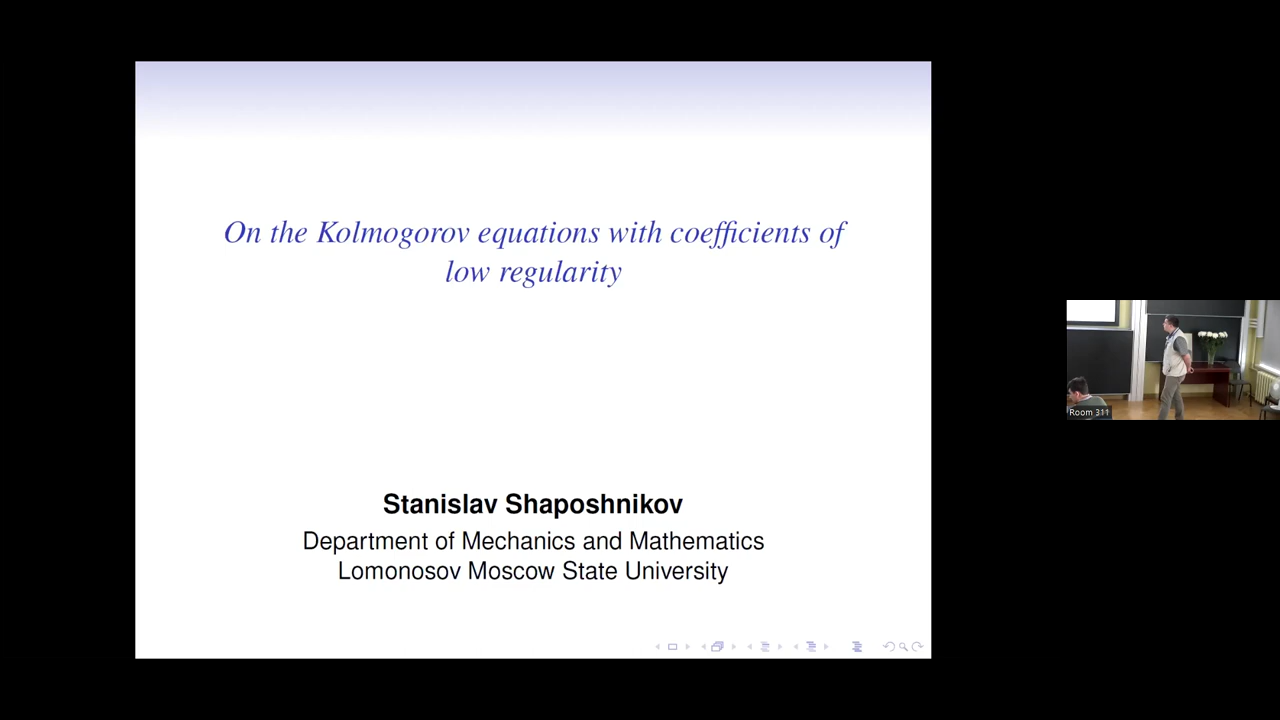 On the Kolmogorov equations with coefficients of
low regularity
Stanislav Shaposhnikov
Department of Mechanics and Mathematics
Lomonosov Moscow State University
Room 311